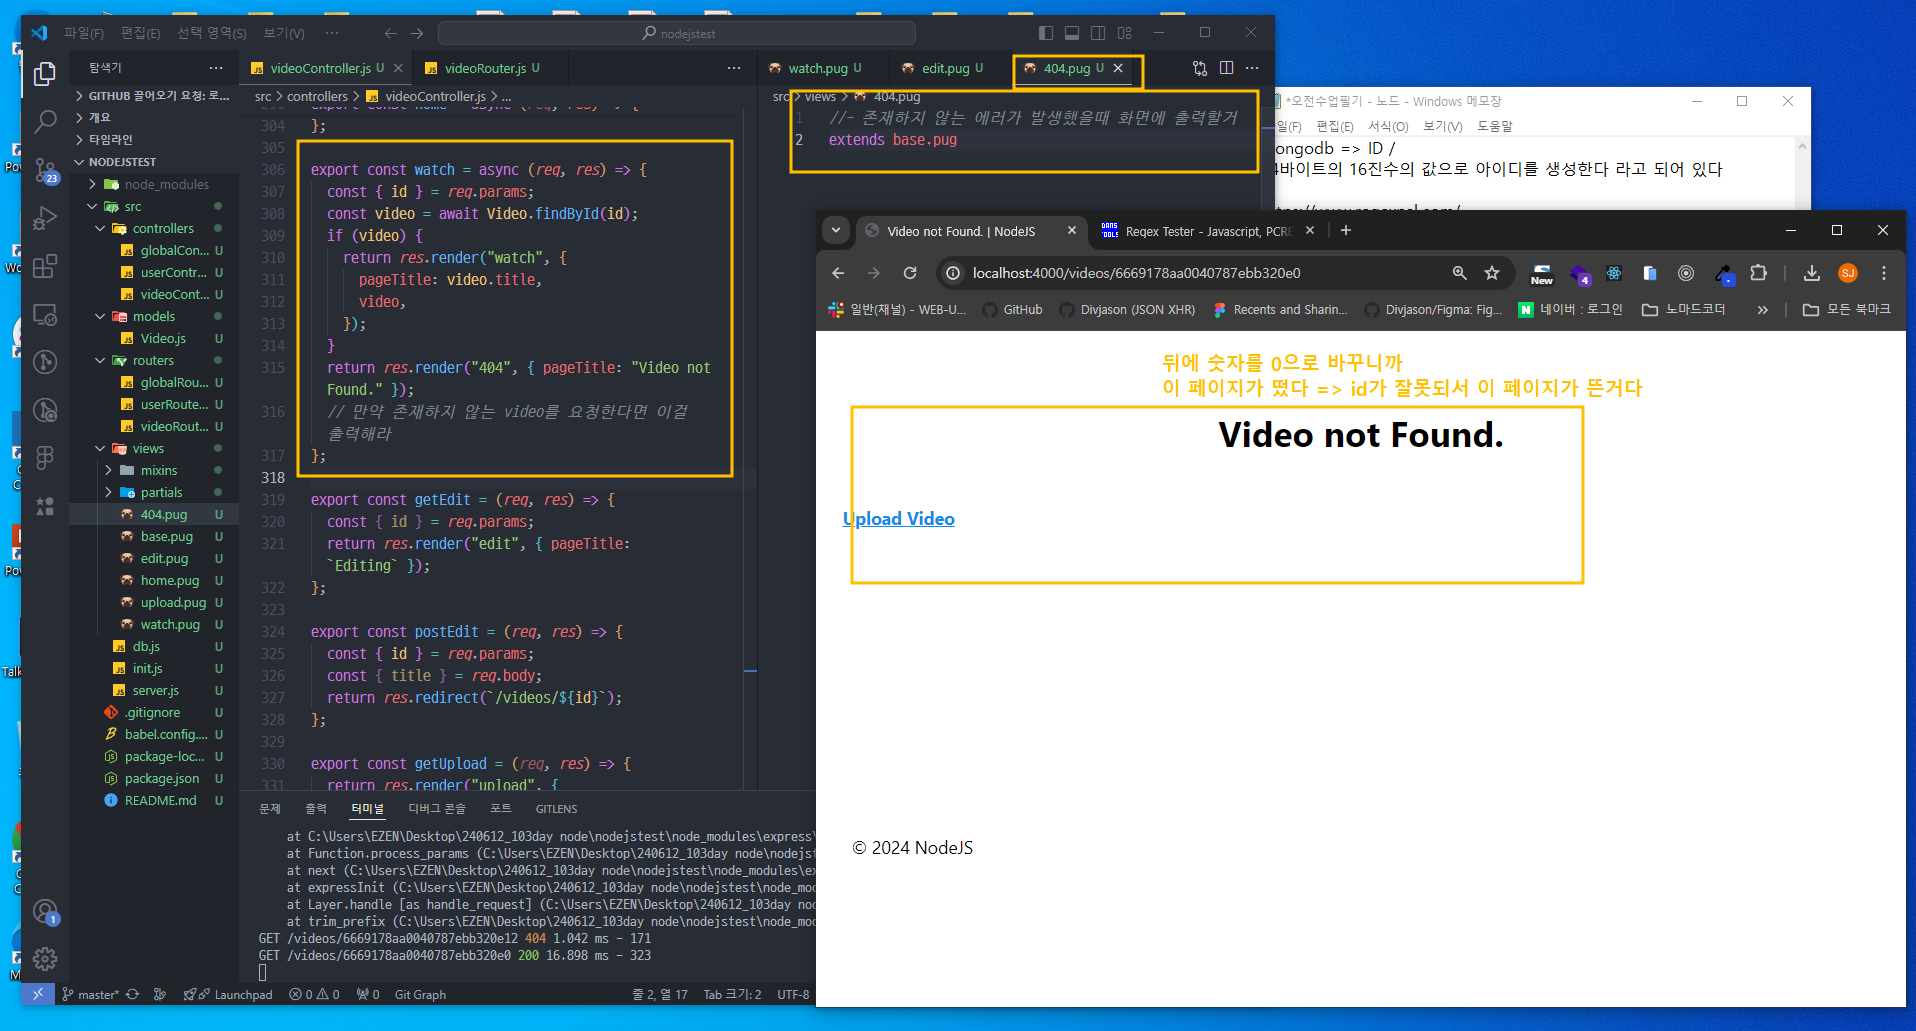 파일(F) 편집(E) 선택 영역(S) 보기(V) ···
nodejstest
탐색기
GITHUB 끌어오기 요청: 로...
개요
타임라인
NODEJSTEST
node_modules
src
controllers
globalCon... U
userContr... U
videoCont... U
models
Video.js U
routers
globalRou... U
userRoute... U
videoRout... U
views
mixins
partials
404.pug U
base.pug U
edit.pug U
home.pug U
upload.pug U
watch.pug U
db.js U
init.js U
server.js U
.gitignore U
babel.config.... U
package-loc... U
package.json U
README.md U
23
1
videoController.js U
videoRouter.js U
src > controllers > videoController.js > ...
304 };
305
306 export const watch = async (req, res) => {
307 const { id } = req.params;
308 const video = await Video.findById(id);
309 if (video) {
310 return res.render("watch", {
311 pageTitle: video.title,
312 video,
313 });
314 }
315 return res.render("404", { pageTitle: "Video not
Found." });
316 // 만약 존재하지 않는 video를 요청한다면 이걸
출력해라
317 };
318
319 export const getEdit = (req, res) => {
320 const { id } = req.params;
321 return res.render("edit", { pageTitle:
`Editing` });
322 };
323
324 export const postEdit = (req, res) => {
325 const { id } = req.params;
326 const { title } = req.body;
327 return res.redirect(`/videos/${id}`);
328 };
329
330 export const getUpload = (req, res) => {
331 return res.render("upload", {
watch.pug U
edit.pug U
404.pug U
src > views > 404.pug
1 //- 존재하지 않는 에러가 발생했을때 화면에 출력할거
2 extends base.pug
문제 출력 터미널 디버그 콘솔 포트 GITLENS
at C:\Users\EZEN\Desktop\240612_103day node\nodejstest\node_modules\express\
at Function.process_params (C:\Users\EZEN\Desktop\240612_103day node\nodejst
at next (C:\Users\EZEN\Desktop\240612_103day node\nodejstest\node_modules\ex
at expressInit (C:\Users\EZEN\Desktop\240612_103day node\nodejstest\node_mod
at Layer.handle [as handle_request] (C:\Users\EZEN\Desktop\240612_103day nod
at trim_prefix (C:\Users\EZEN\Desktop\240612_103day node\nodejstest\node_mod
GET /videos/6669178aa0040787ebb320e12 404 1.042 ms - 171
GET /videos/6669178aa0040787ebb320e0 200 16.898 ms - 323
master* Launchpad 0 0 0 Git Graph 줄 2, 열 17 Tab 크기: 2 UTF-8
*오전수업필기 - 노드 - Windows 메모장
일(F) 편집(E) 서식(O) 보기(V) 도움말
ongodb => ID /
4바이트의 16진수의 값으로 아이디를 생성한다 라고 되어 있다
Video not Found. | NodeJS
Regex Tester - Javascript, PCRE
localhost:4000/videos/6669178aa0040787ebb320e0
New
4
SJ
일반(채널) - WEB-U...
GitHub
Divjason (JSON XHR)
Recents and Sharin...
Divjason/Figma: Fig...
네이버 : 로그인
노마드코더
모든 북마크
뒤에 숫자를 0으로 바꾸니까
이 페이지가 떴다 => id가 잘못되서 이 페이지가 뜬거다
Video not Found.
Upload Video
© 2024 NodeJS